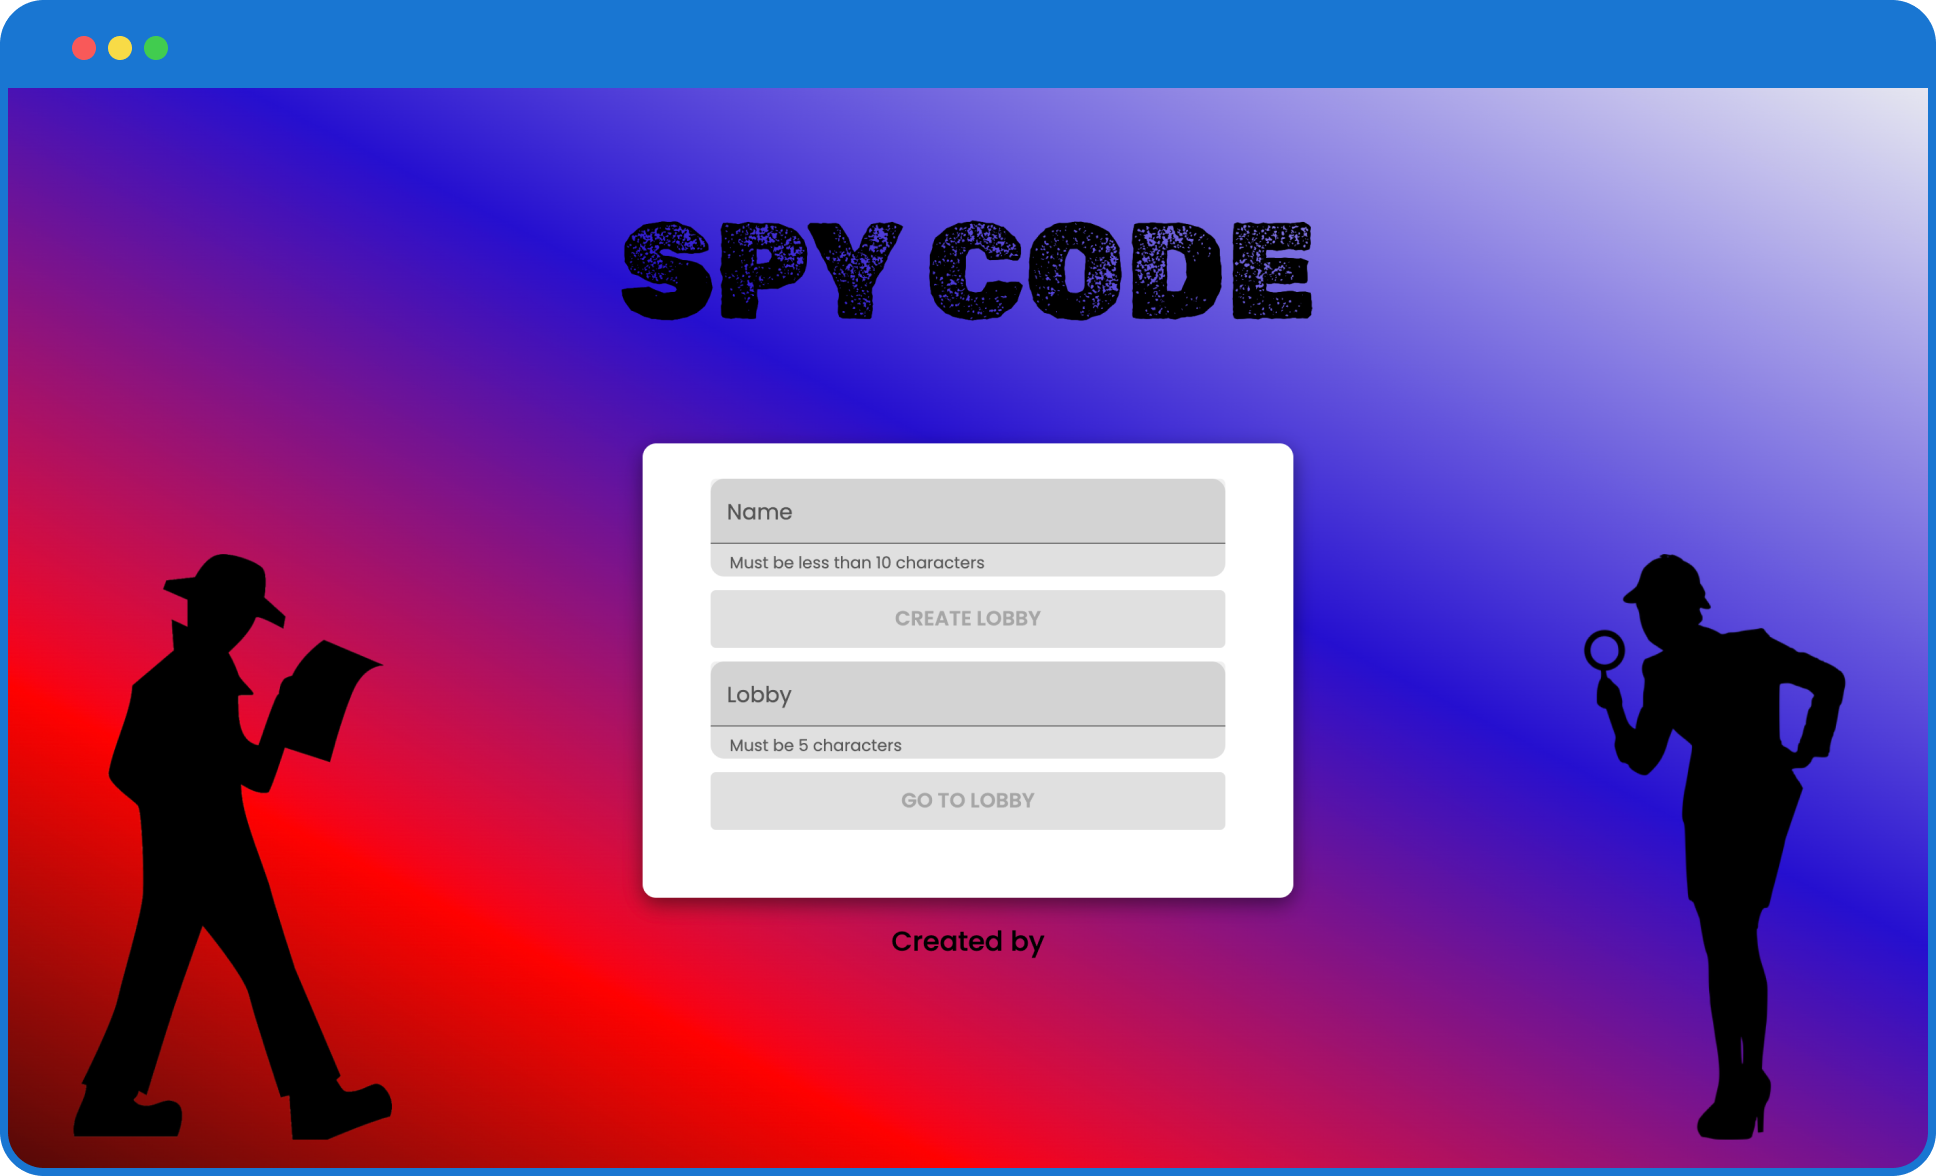 SPY CODE
Name
Must be less than 10 characters
CREATE LOBBY
Lobby
Must be 5 characters
GO TO LOBBY
Created by